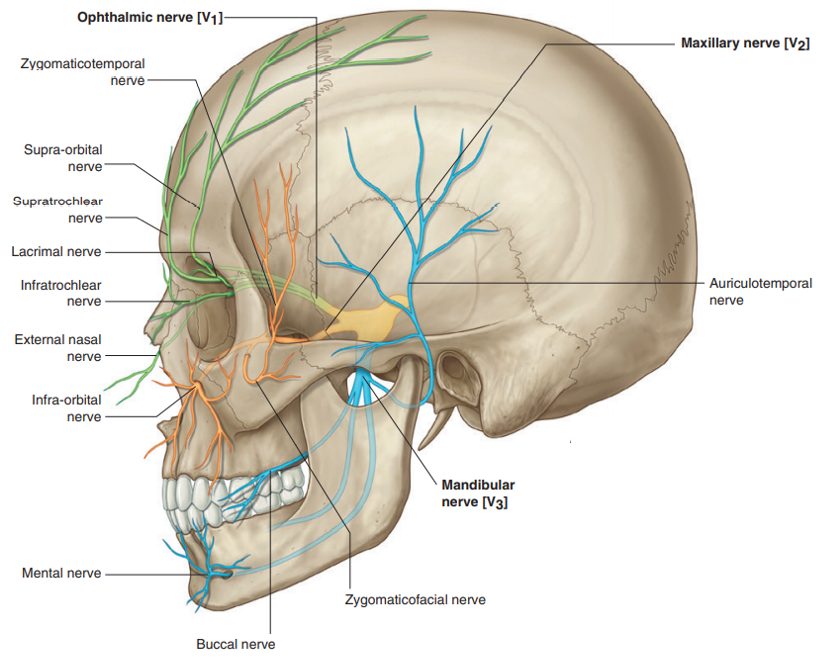 Ophthalmic nerve [V1]
Maxillary nerve [V2]
Zygomaticotemporal
nerve
Supra-orbital
nerve
Supratrochlear
nerve
Lacrimal nerve
Infratrochlear
nerve
Auriculotemporal
nerve
External nasal
nerve
Infra-orbital
nerve
Mandibular
nerve [V3]
Mental nerve
Zygomaticofacial nerve
Buccal nerve